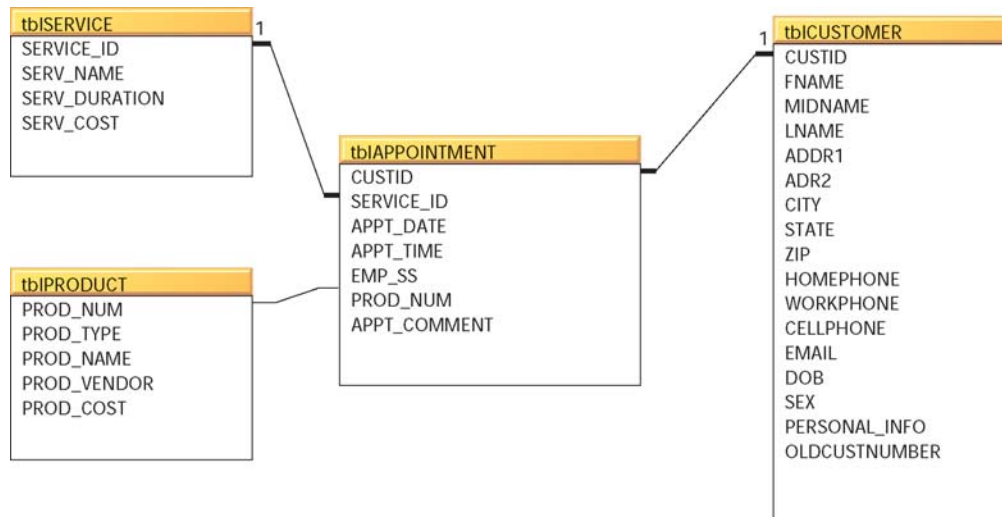 tblSERVICE
SERVICE_ID
SERV_NAME
SERV_DURATION
SERV_COST
1
tblPRODUCT
PROD_NUM
PROD_TYPE
PROD_NAME
PROD_VENDOR
PROD_COST
tblAPPOINTMENT
CUSTID
SERVICE_ID
APPT_DATE
APPT_TIME
EMP_SS
PROD_NUM
APPT_COMMENT
1
tblCUSTOMER
CUSTID
FNAME
MIDNAME
LNAME
ADDR1
ADR2
CITY
STATE
ZIP
HOMEPHONE
WORKPHONE
CELLPHONE
EMAIL
DOB
SEX
PERSONAL_INFO
OLDCUSTNUMBER